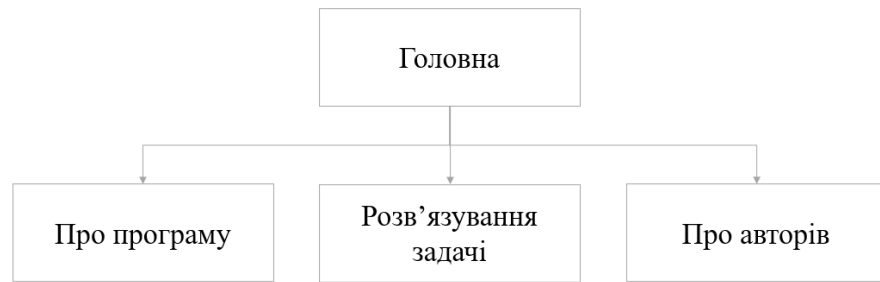 Головна
Про програму
Розв’язування
задачі
Про авторів